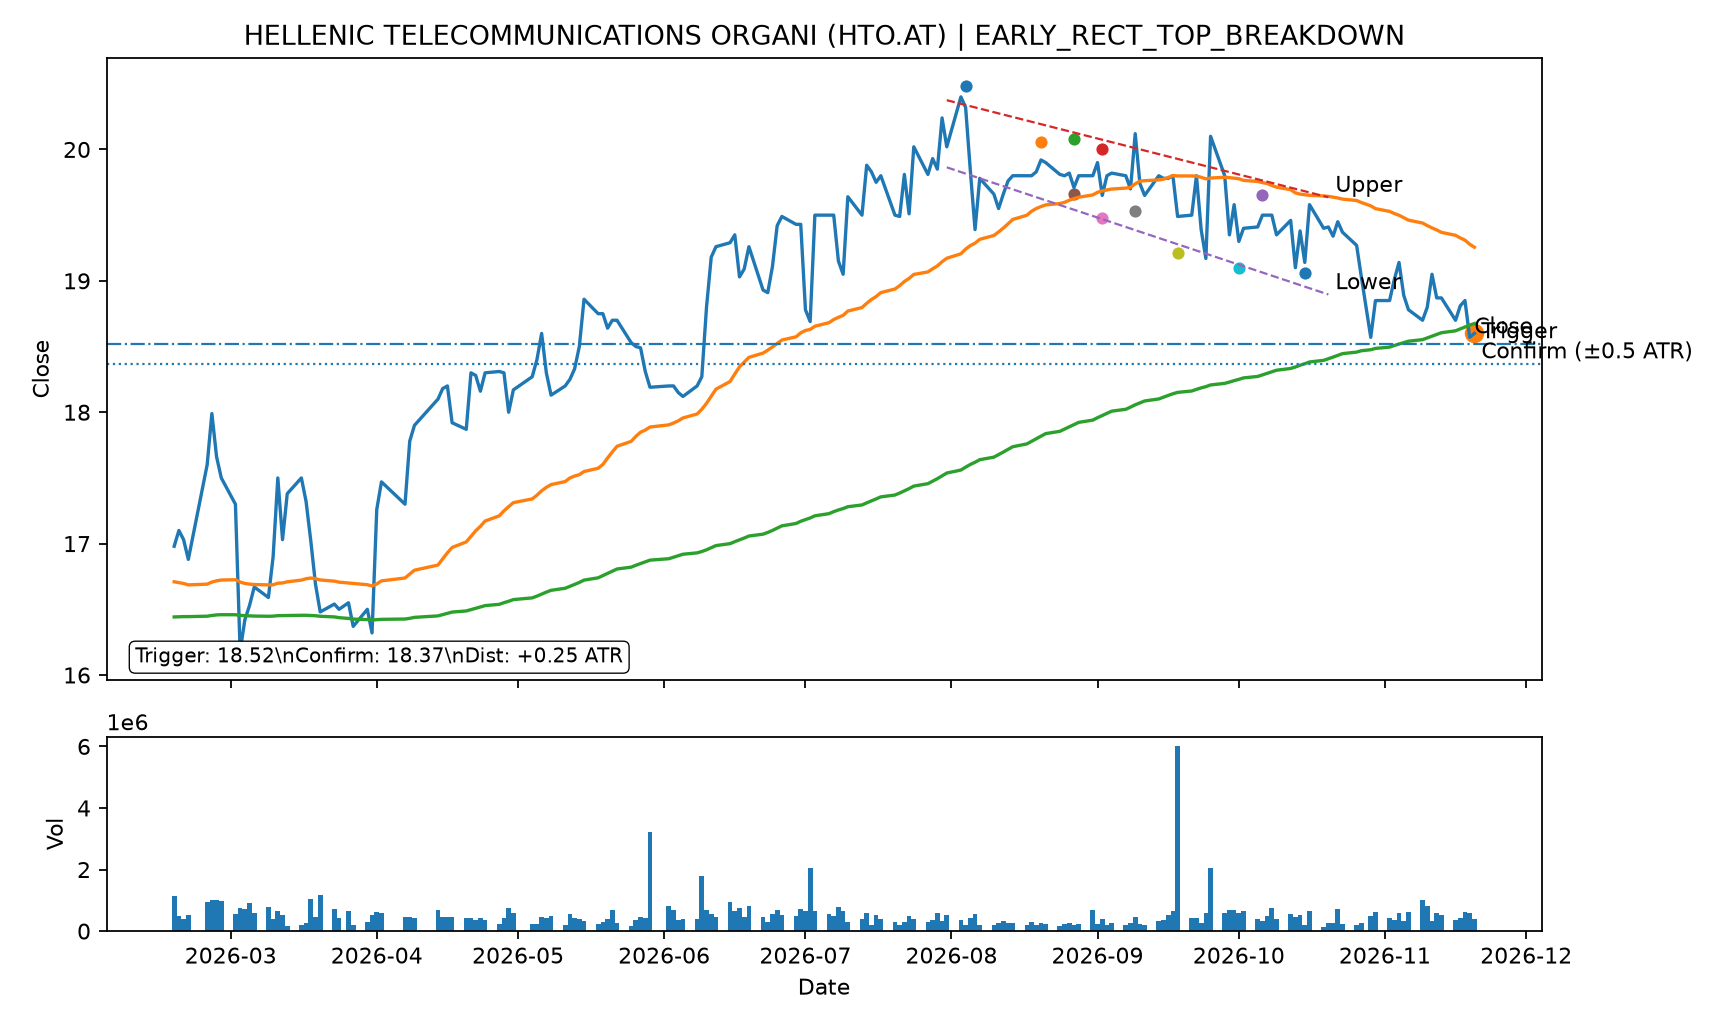 HELLENIC TELECOMMUNICATIONS ORGANI (HTO.AT) | EARLY_RECT_TOP_BREAKDOWN
Close
20
19
18
17
16
Upper
Lower
Close
Trigger
Confirm (±0.5 ATR)
Trigger: 18.52\nConfirm: 18.37\nDist: +0.25 ATR
1e6
Vol
6
4
2
0
2026-03 2026-04 2026-05 2026-06 2026-07 2026-08 2026-09 2026-10 2026-11 2026-12
Date